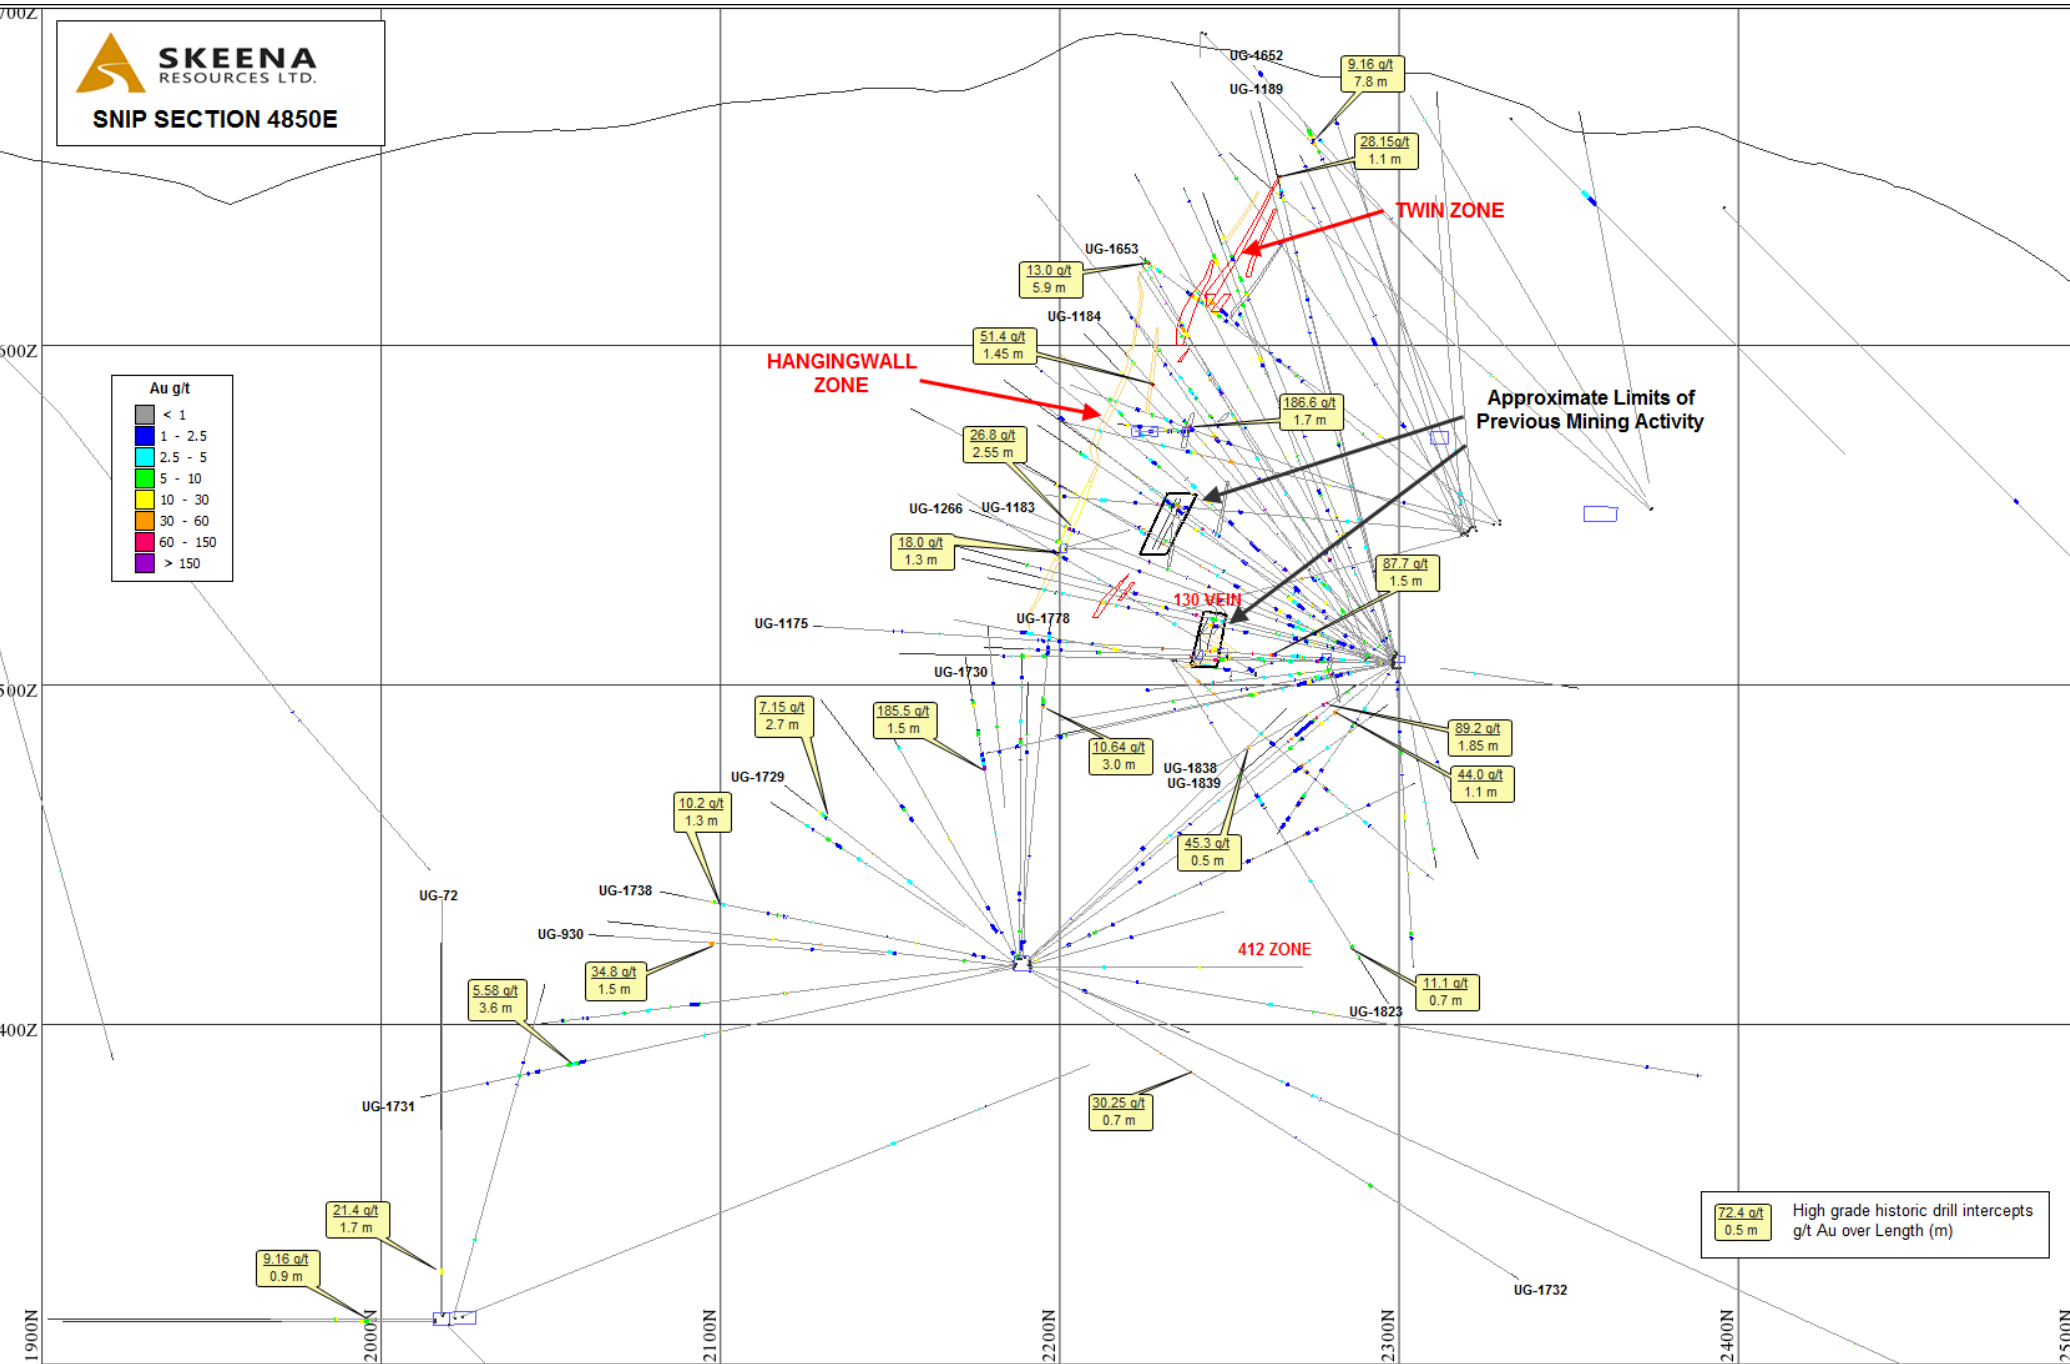 700Z
SKEENA
RESOURCES LTD.
SNIP SECTION 4850E
UG-1652
9.16 g/t
7.8 m
UG-1189
28.15g/t
1.1 m
TWIN ZONE
UG-1653
13.0 g/t
5.9 m
UG-1184
51.4 g/t
1.45 m
600Z
HANGINGWALL
ZONE
Au g/t
< 1
1 - 2.5
2.5 - 5
5 - 10
10 - 30
30 - 60
60 - 150
> 150
Approximate Limits of
Previous Mining Activity
186.6 g/t
1.7 m
26.8 g/t
2.55 m
UG-1266
UG-1183
18.0 g/t
1.3 m
87.7 g/t
1.5 m
130 VEIN
UG-1175
UG-1778
UG-1730
500Z
7.15 g/t
2.7 m
185.5 g/t
1.5 m
10.64 g/t
3.0 m
89.2 g/t
1.85 m
UG-1838
UG-1839
44.0 g/t
1.1 m
UG-1729
10.2 g/t
1.3 m
45.3 g/t
0.5 m
UG-1738
UG-72
UG-930
412 ZONE
34.8 g/t
1.5 m
5.58 g/t
3.6 m
11.1 g/t
0.7 m
UG-1823
400Z
UG-1731
30.25 g/t
0.7 m
21.4 g/t
1.7 m
9.16 g/t
0.9 m
72.4 g/t
0.5 m
High grade historic drill intercepts
g/t Au over Length (m)
UG-1732
1900N
2000N
2100N
2200N
2300N
2400N
2500N